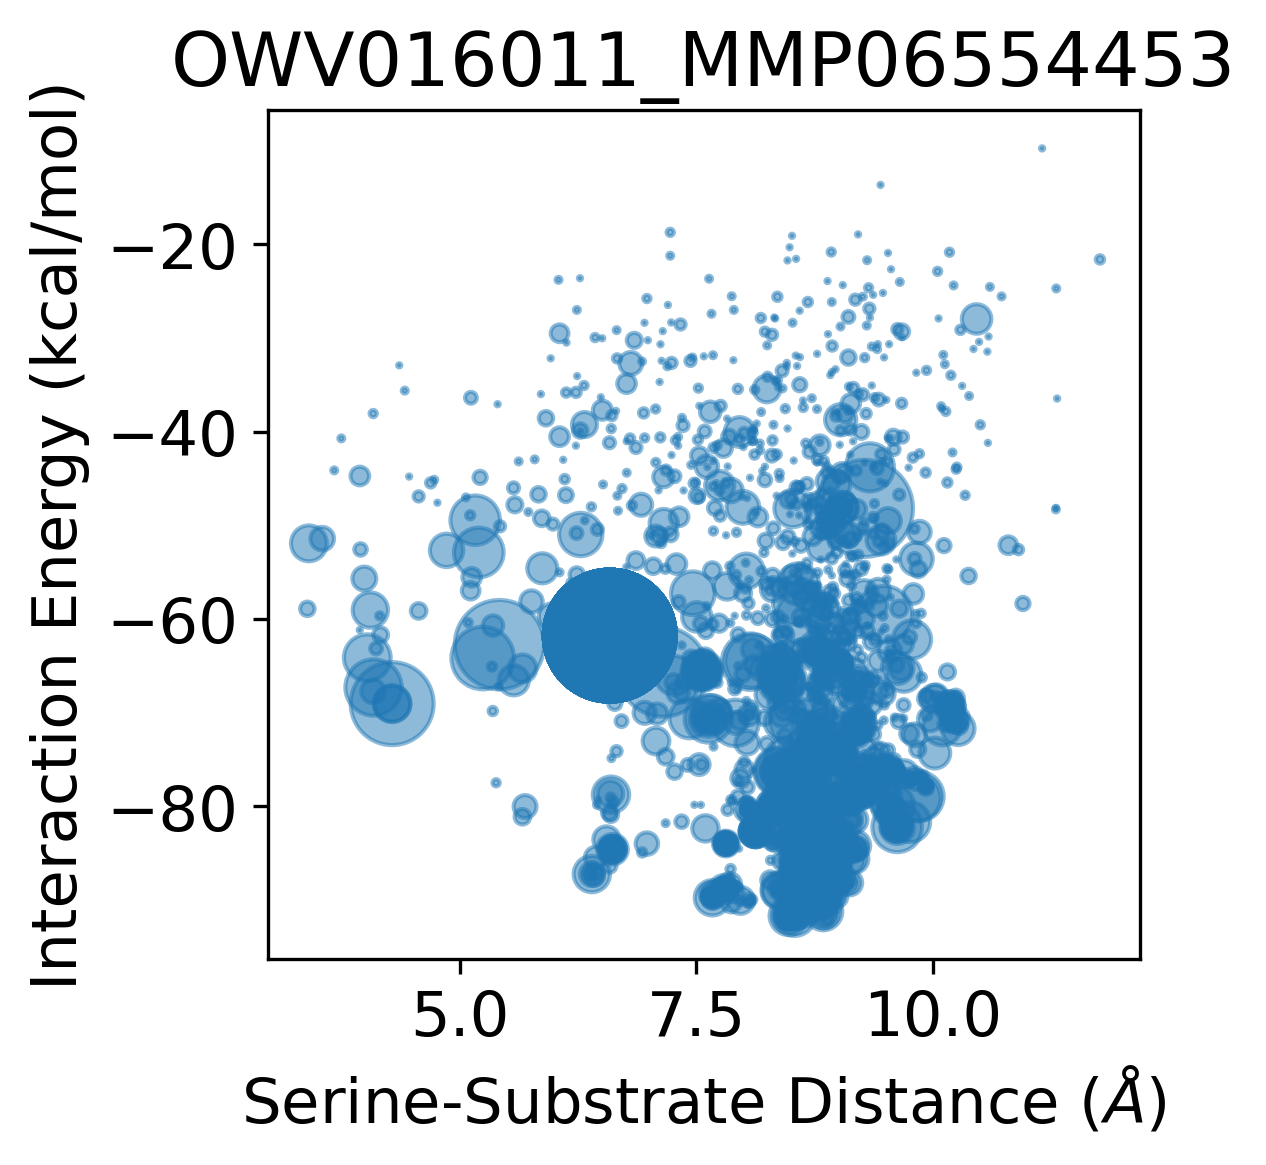 OWV016011_MMP06554453
Interaction Energy (kcal/mol)
−20
−40
−60
−80
5.0 7.5 10.0
Serine-Substrate Distance (Å)